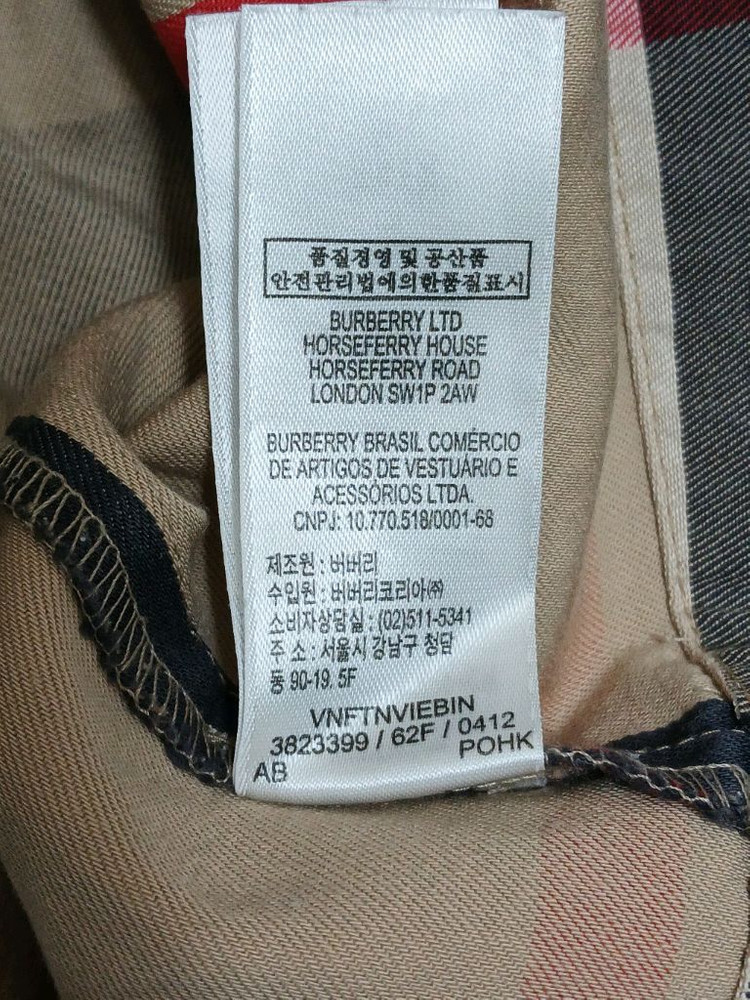 품질경영 및 공산품
안전관리법에의한품질표시
BURBERRY LTD
HORSEFERRY HOUSE
HORSEFERRY ROAD
LONDON SW1P 2AW
BURBERRY BRASIL COMÉRCIO
DE ARTIGOS DE VESTUÁRIO E
ACESSÓRIOS LTDA.
CNPJ: 10.770.518/0001-68
제조원 : 버버리
수입원 : 버버리코리아㈜
소비자상담실 : (02)511-5341
주 소 : 서울시 강남구 청담
동 90-19. 5F
VNFTNVIEBIN
3823399 / 62F / 0412
AB POHK